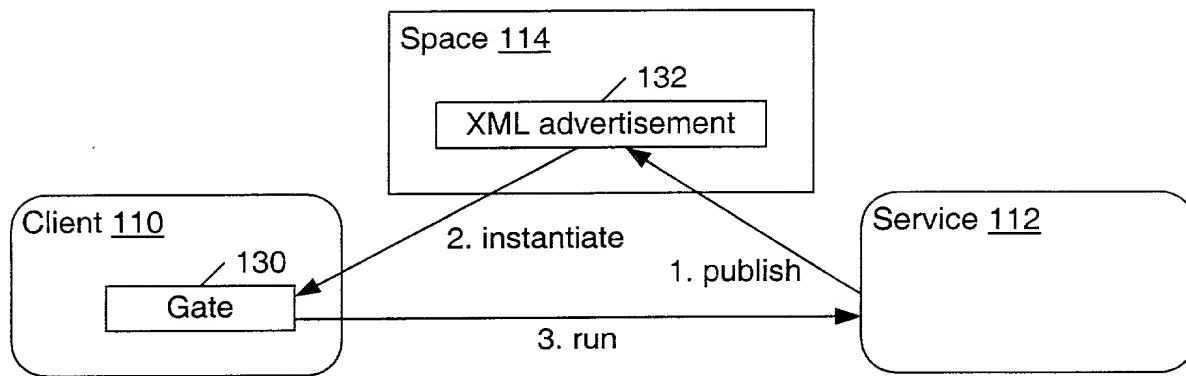 Space 114
132
XML advertisement
Client 110
2. instantiate
Service 112
130
1. publish
Gate
3. run